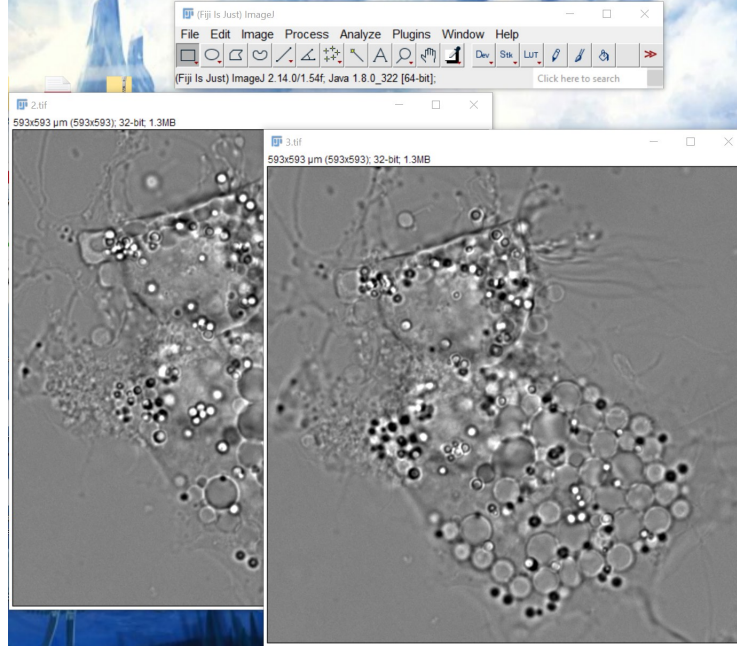 (Fiji Is Just) ImageJ
File Edit Image Process Analyze Plugins Window Help
A Dev Stk LUT >>
(Fiji Is Just) ImageJ 2.14.0/1.54f; Java 1.8.0_322 [64-bit]; Click here to search
2.tif
593x593 µm (593x593); 32-bit; 1.3MB
3.tif
593x593 µm (593x593); 32-bit; 1.3MB